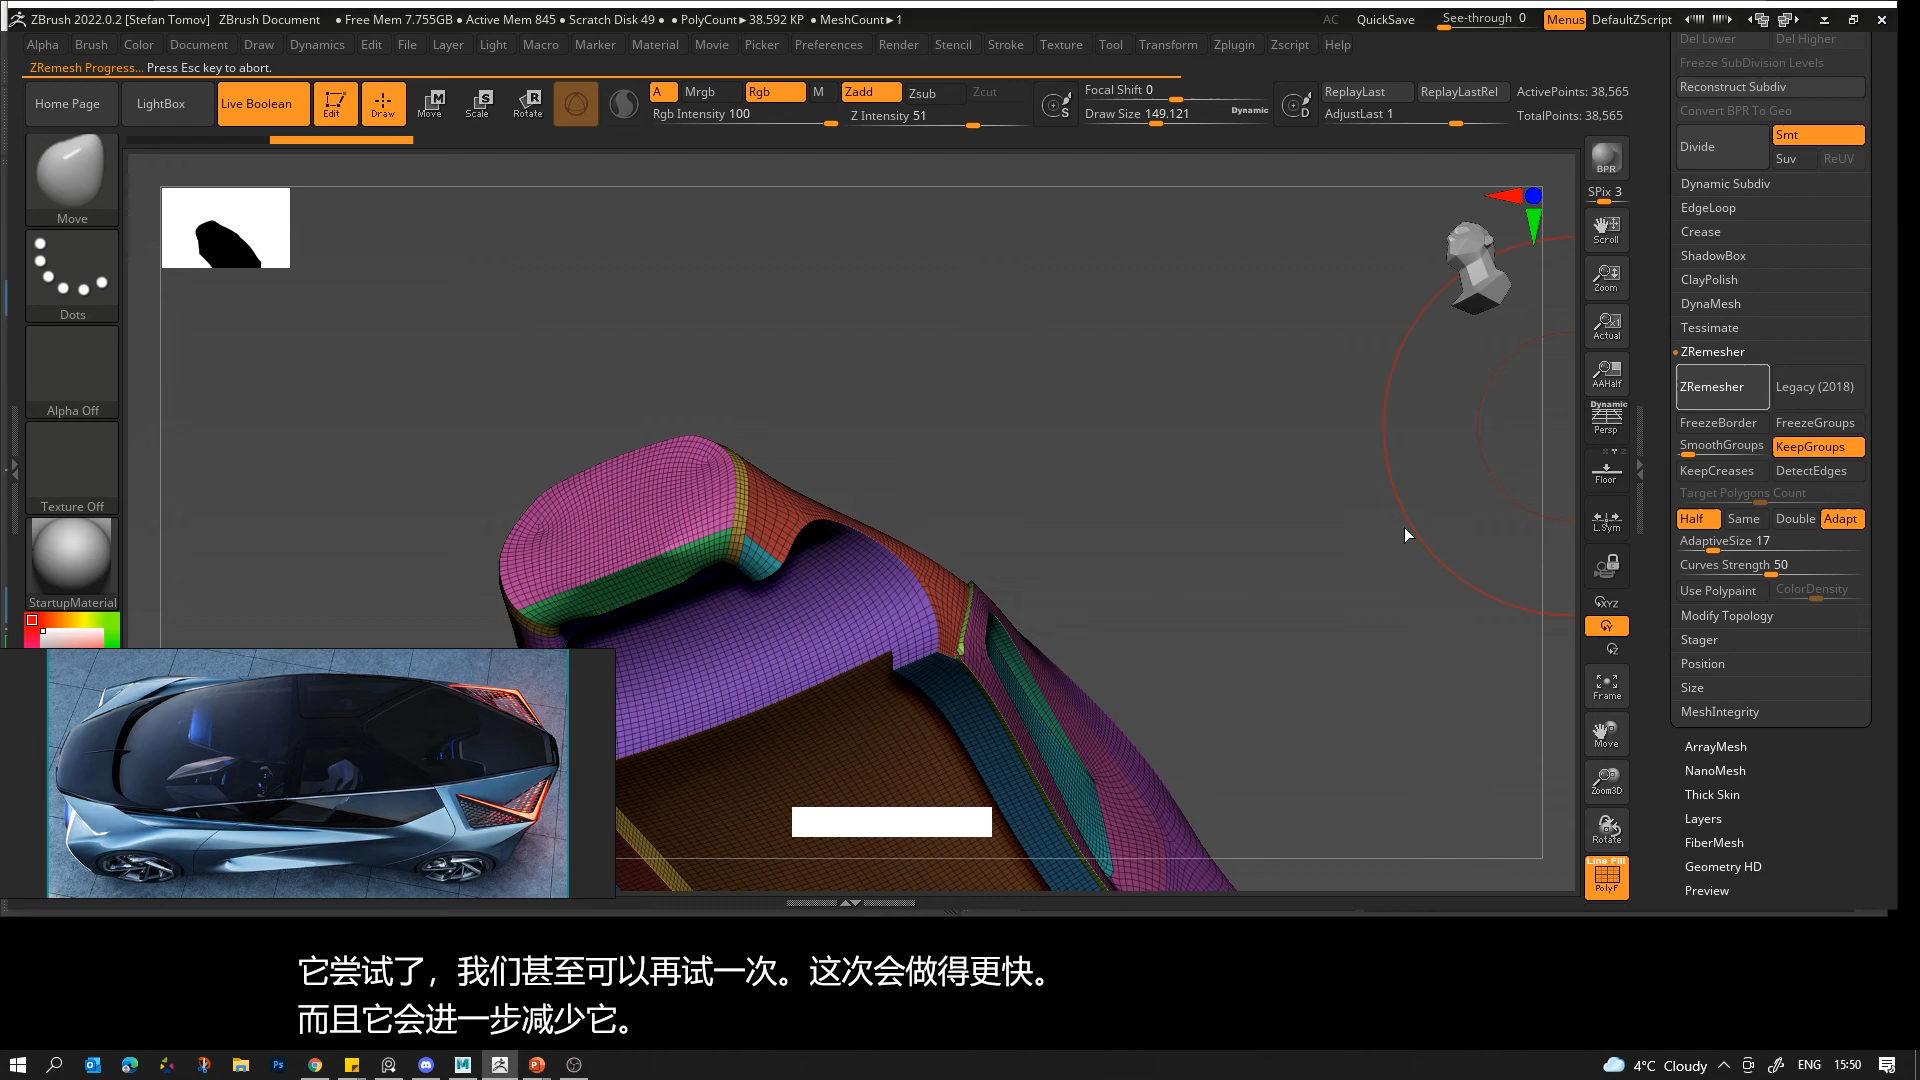 ZBrush 2022.0.2 [Stefan Tomov] ZBrush Document ● Free Mem 7.755GB ● Active Mem 845 ● Scratch Disk 49 ● ● PolyCount► 38.592 KP ● MeshCount► 1
AC QuickSave See-through 0 Menus DefaultZScript
Alpha Brush Color Document Draw Dynamics Edit File Layer Light Macro Marker Material Movie Picker Preferences Render Stencil Stroke Texture Tool Transform Zplugin Zscript Help
ZRemesh Progress... Press Esc key to abort.
Home Page LightBox Live Boolean Edit Draw Move Scale Rotate
A Mrgb Rgb M Zadd Zsub Zcut
Rgb Intensity 100 Z Intensity 51
Focal Shift 0
Draw Size 149.121 Dynamic
ReplayLast ReplayLastRel ActivePoints: 38,565
AdjustLast 1 TotalPoints: 38,565
Move
Dots
Alpha Off
Texture Off
StartupMaterial
BPR
SPix 3
Scroll
Zoom
Actual
AAHalf
Dynamic
Persp
Floor
L.Sym
XYZ
Y
Z
Frame
Move
Zoom3D
Rotate
Line Fill
PolyF
Del Lower Del Higher
Freeze SubDivision Levels
Reconstruct Subdiv
Convert BPR To Geo
Divide Smt
Suv ReUV
Dynamic Subdiv
EdgeLoop
Crease
ShadowBox
ClayPolish
DynaMesh
Tessimate
ZRemesher
ZRemesher Legacy (2018)
FreezeBorder FreezeGroups
SmoothGroups KeepGroups
KeepCreases DetectEdges
Target Polygons Count
Half Same Double Adapt
AdaptiveSize 17
Curves Strength 50
Use Polypaint ColorDensity
Modify Topology
Stager
Position
Size
MeshIntegrity
ArrayMesh
NanoMesh
Thick Skin
Layers
FiberMesh
Geometry HD
Preview
它尝试了，我们甚至可以再试一次。这次会做得更快。
而且它会进一步减少它。
4°C Cloudy ENG 15:50